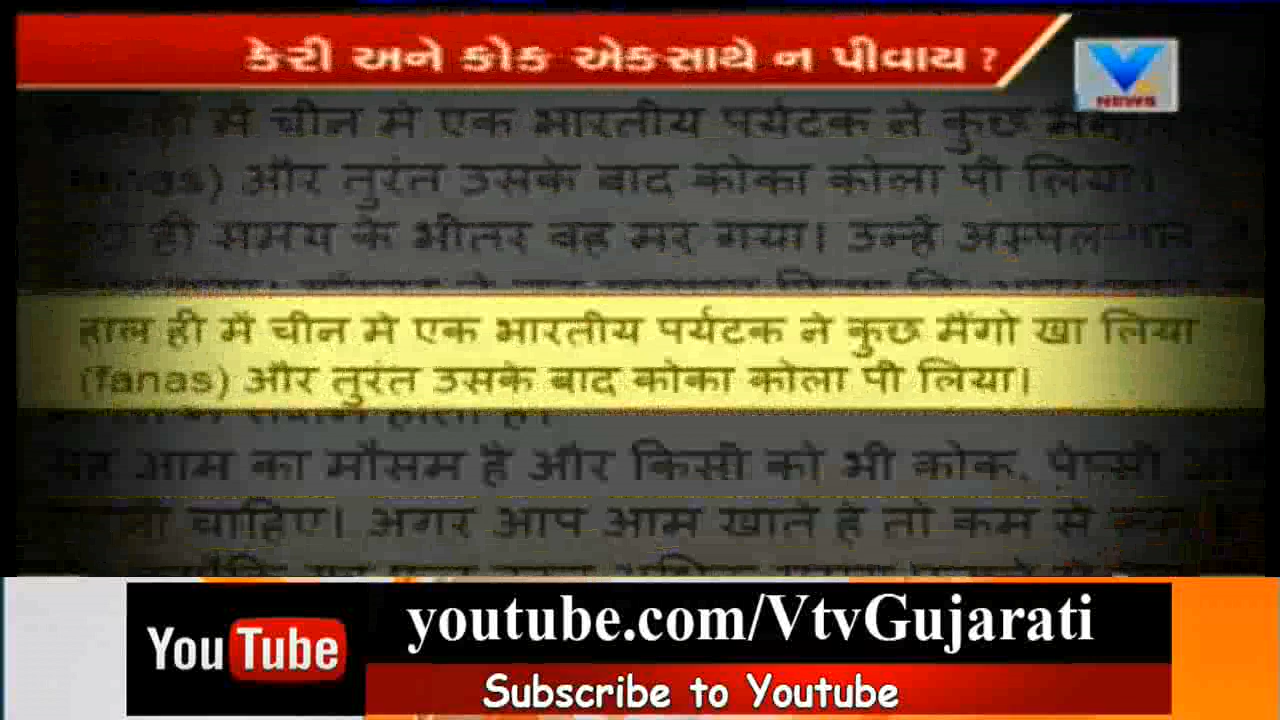 કેરી અને કોક એકસાથે ન પીવાય ?
NEWS
ही में चीन मे एक भारतीय पर्यटक ने कुछ
और तुरंत उसके बाद कोका कोला पी लिया।
ही समय के भीतर वह मर गया। उन्हें
हाल ही में चीन मे एक भारतीय पर्यटक ने कुछ मैंगो खा लिया
(fanas) और तुरंत उसके बाद कोका कोला पी लिया।
आम का मौसम है और किसी को भी कोक, पेप्सी
चाहिए। अगर आप आम खाते है तो कम से
YouTube
youtube.com/VtvGujarati
Subscribe to Youtube